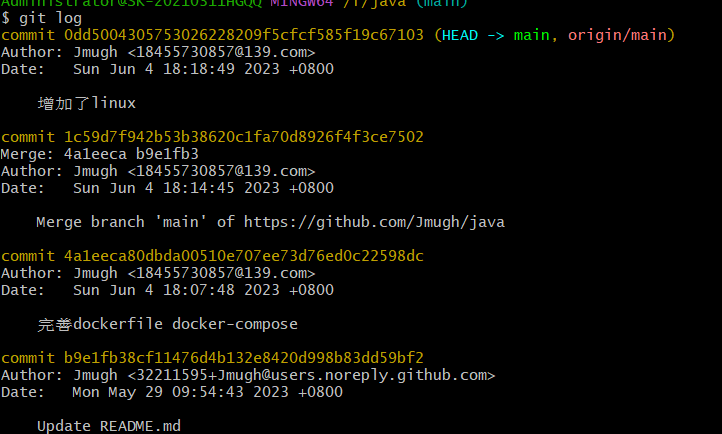 Administrator@SK-20210311HGQQ MINGW64 /f/java (main)
$ git log
commit 0dd5004305753026228209f5cfcf585f19c67103 (HEAD -> main, origin/main)
Author: Jmugh <18455730857@139.com>
Date:   Sun Jun 4 18:18:49 2023 +0800
增加了linux
commit 1c59d7f942b53b38620c1fa70d8926f4f3ce7502
Merge: 4a1eeca b9e1fb3
Author: Jmugh <18455730857@139.com>
Date:   Sun Jun 4 18:14:45 2023 +0800
Merge branch 'main' of https://github.com/Jmugh/java
commit 4a1eeca80dbda00510e707ee73d76ed0c22598dc
Author: Jmugh <18455730857@139.com>
Date:   Sun Jun 4 18:07:48 2023 +0800
完善dockerfile docker-compose
commit b9e1fb38cf11476d4b132e8420d998b83dd59bf2
Author: Jmugh <32211595+Jmugh@users.noreply.github.com>
Date:   Mon May 29 09:54:43 2023 +0800
Update README.md